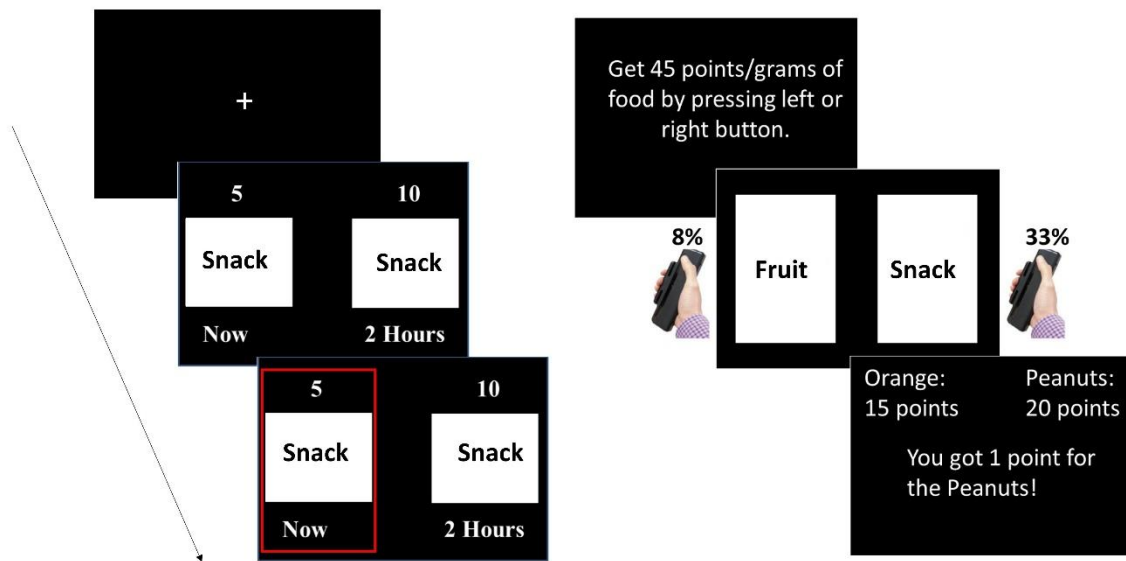 +
5 10
Snack Snack
Now 2 Hours
5 10
Snack Snack
Now 2 Hours
Get 45 points/grams of
food by pressing left or
right button.
8% 33%
Fruit Snack
Orange: Peanuts:
15 points 20 points
You got 1 point for
the Peanuts!